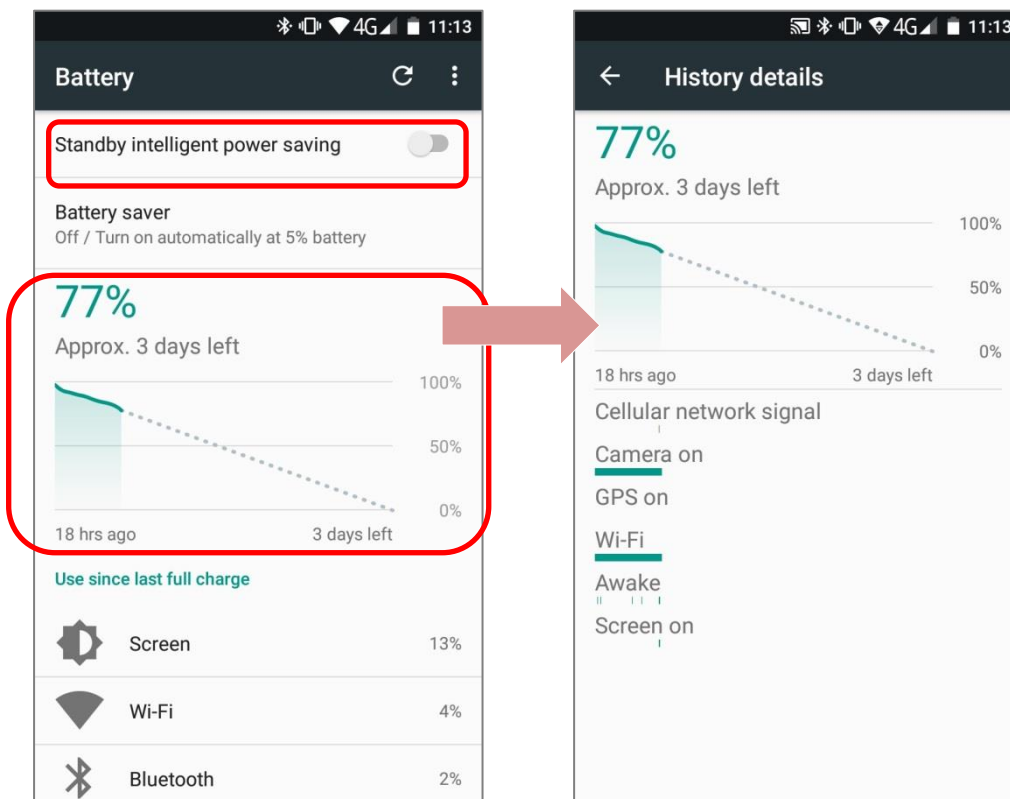 4G 11:13
Battery
Standby intelligent power saving
Battery saver
Off / Turn on automatically at 5% battery
77%
Approx. 3 days left
100%
50%
0%
18 hrs ago 3 days left
Use since last full charge
Screen 13%
Wi-Fi 4%
Bluetooth 2%
4G 11:13
History details
77%
Approx. 3 days left
100%
50%
0%
18 hrs ago 3 days left
Cellular network signal
Camera on
GPS on
Wi-Fi
Awake
Screen on